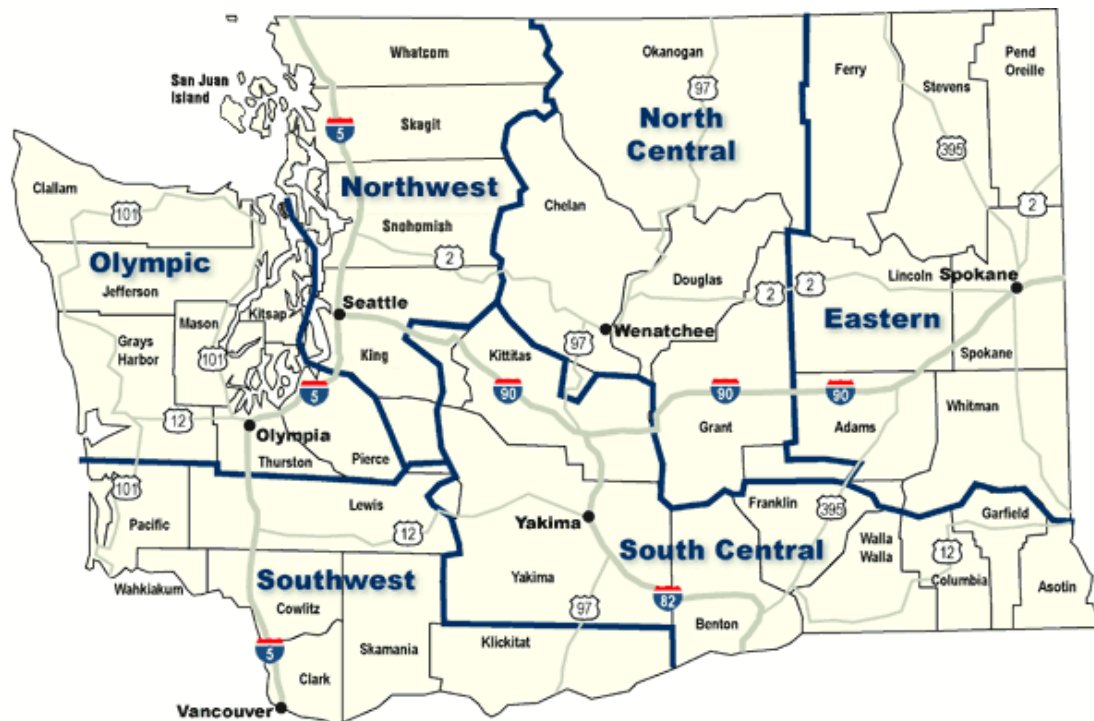 Whatcom
Okanogan
Pend
Oreille
Ferry
San Juan
Island
Stevens
97
Skagit
5
North
Central
395
Clallam
Northwest
101
Chelan
2
Snohomish
Olympic
2
Douglas
Lincoln
Spokane
Jefferson
2
2
Kitsap
Seattle
Mason
Wenatchee
Eastern
Grays
Harbor
101
King
Kittitas
97
Spokane
5
90
90
90
Whitman
12
Olympia
Grant
Adams
Thurston
Pierce
101
Lewis
Franklin
395
Garfield
Pacific
12
Yakima
South Central
Walla
Walla
12
Southwest
Yakima
Columbia
Asotin
Wahkiakum
Cowlitz
97
82
Benton
Klickitat
5
Skamania
Clark
Vancouver